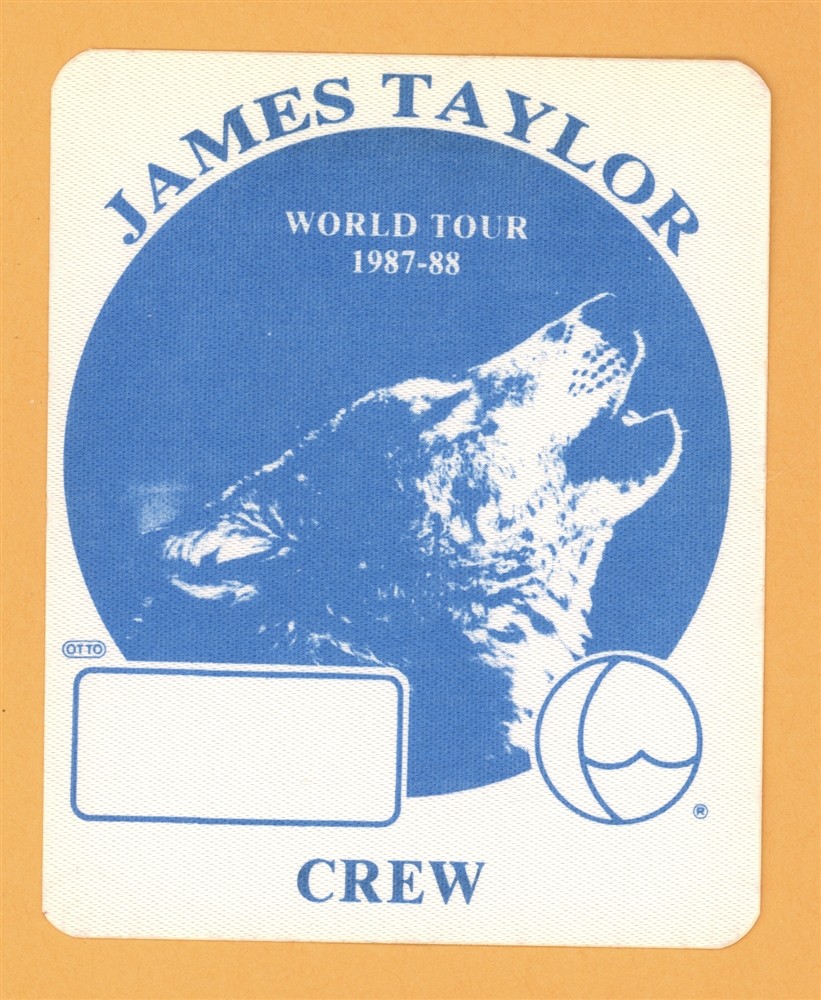 JAMES TAYLOR
WORLD TOUR
1987-88
OTTO
®
CREW